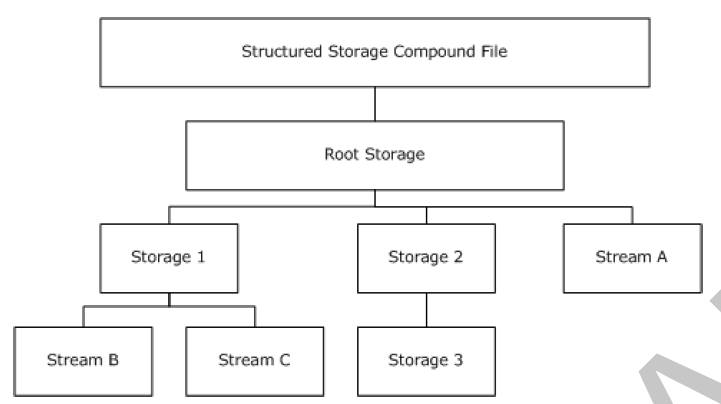 Structured Storage Compound File
Root Storage
Storage 1
Storage 2
Stream A
Stream B
Stream C
Storage 3